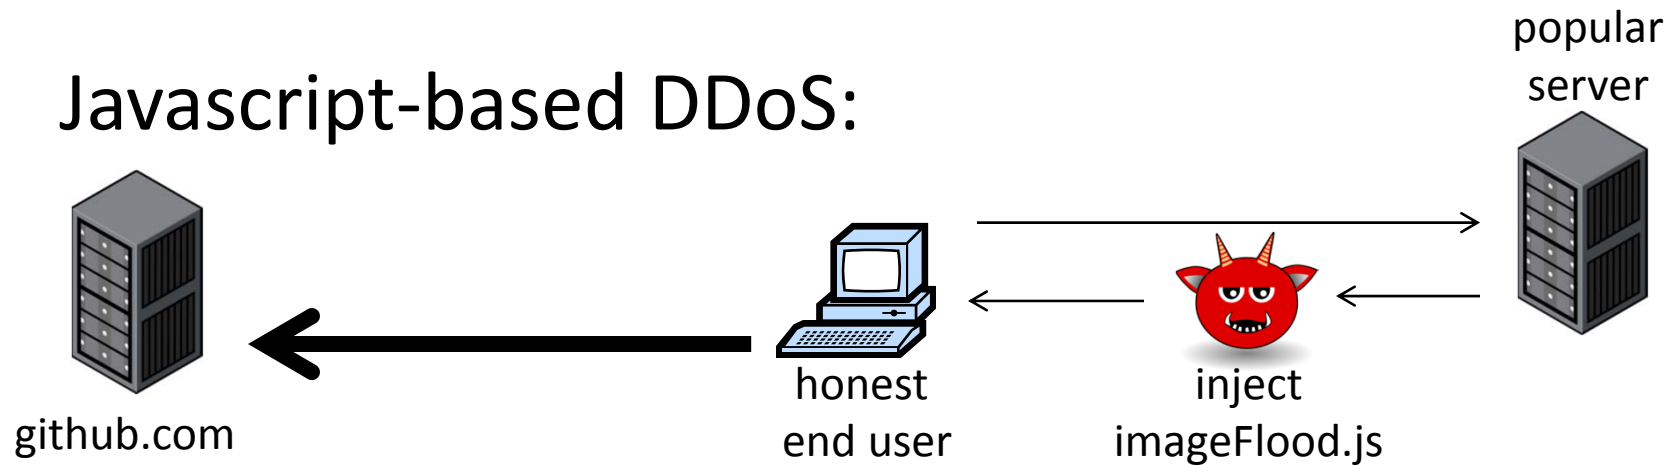 Javascript-based DDoS:
popular
server
github.com
honest
end user
inject
imageFlood.js